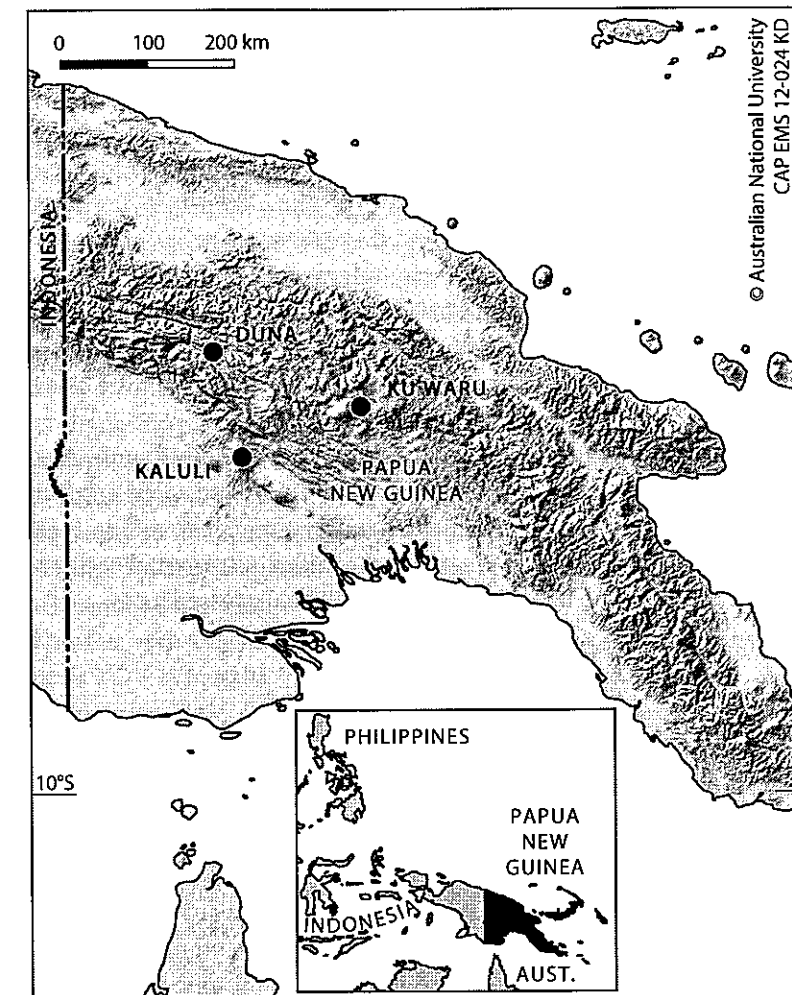 0 100 200 km
© Australian National University
CAP EMS 12-024 KD
INDONESIA
DUNA
KU WARU
KALULI
PAPUA
NEW GUINEA
10°S
PHILIPPINES
PAPUA
NEW
GUINEA
INDONESIA
AUST.